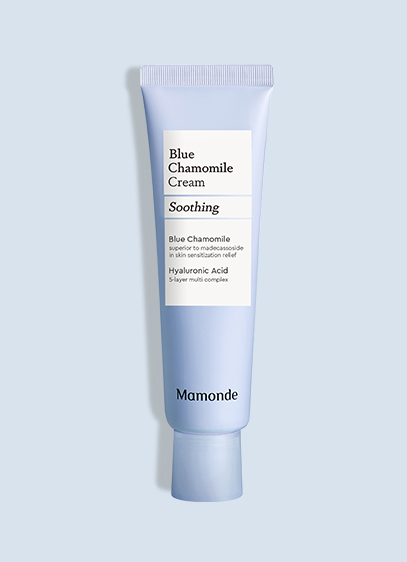 Blue
Chamomile
Cream
Soothing
Blue Chamomile
superior to madecassoside
in skin sensitization relief
Hyaluronic Acid
5-layer multi complex
Mamonde